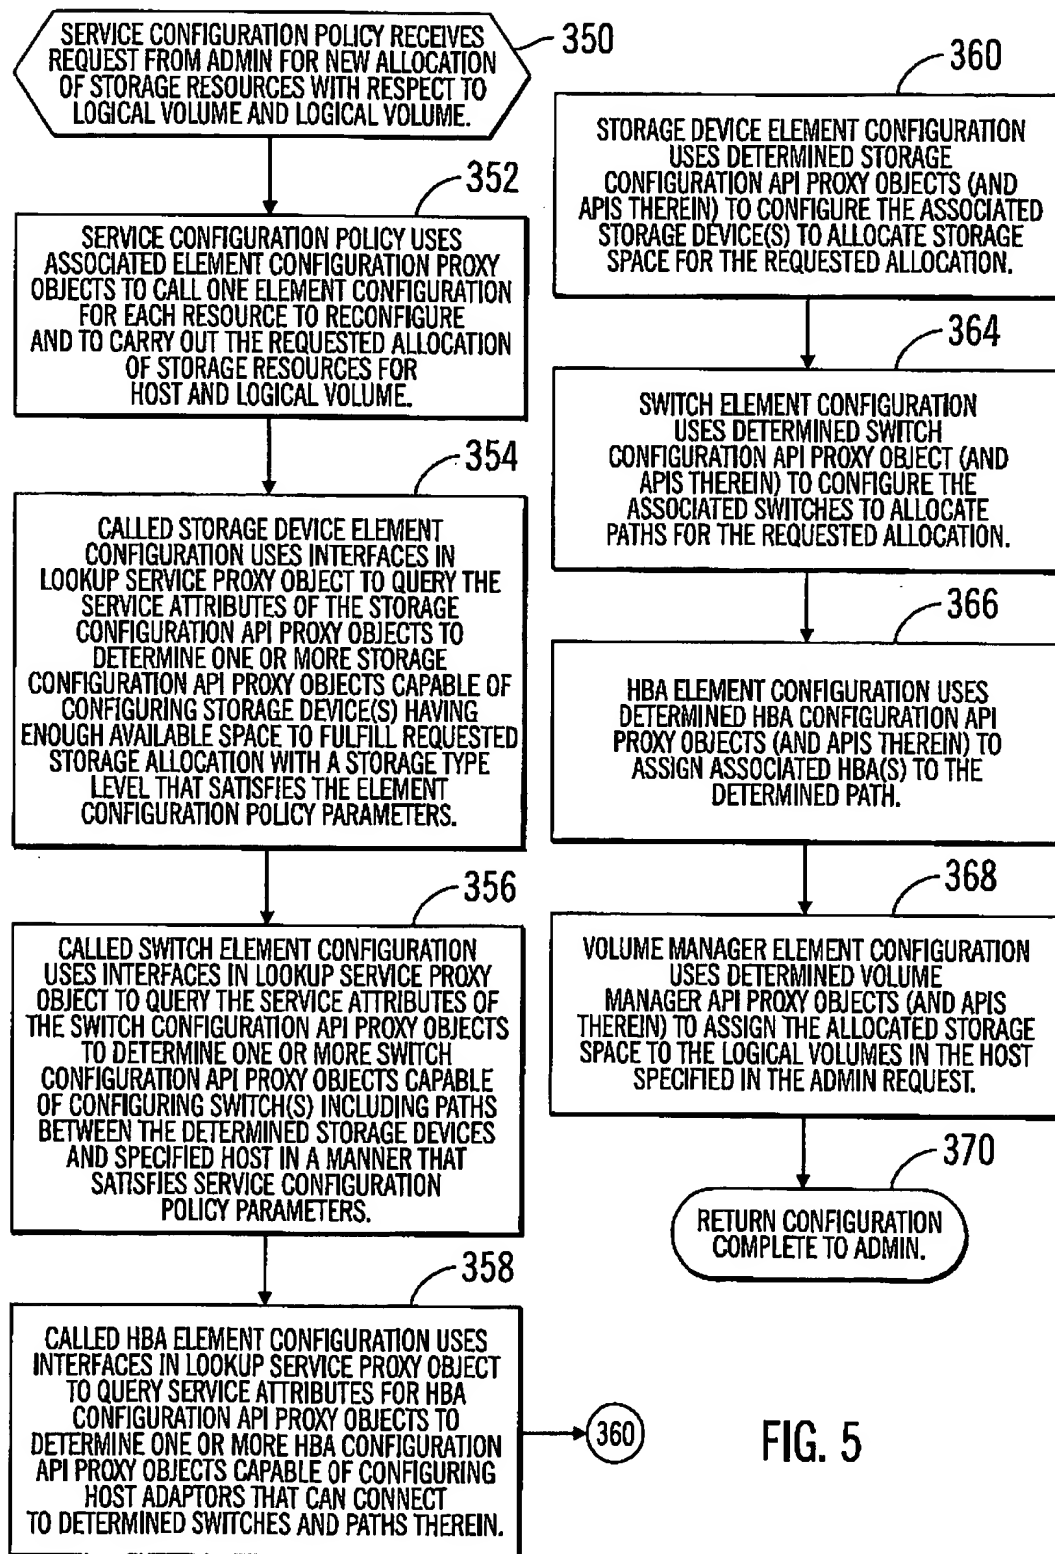 SERVICE CONFIGURATION POLICY RECEIVES
REQUEST FROM ADMIN FOR NEW ALLOCATION
OF STORAGE RESOURCES WITH RESPECT TO
LOGICAL VOLUME AND LOGICAL VOLUME.
350
352
SERVICE CONFIGURATION POLICY USES
ASSOCIATED ELEMENT CONFIGURATION PROXY
OBJECTS TO CALL ONE ELEMENT CONFIGURATION
FOR EACH RESOURCE TO RECONFIGURE
AND TO CARRY OUT THE REQUESTED ALLOCATION
OF STORAGE RESOURCES FOR
HOST AND LOGICAL VOLUME.
354
CALLED STORAGE DEVICE ELEMENT
CONFIGURATION USES INTERFACES IN
LOOKUP SERVICE PROXY OBJECT TO QUERY THE
SERVICE ATTRIBUTES OF THE STORAGE
CONFIGURATION API PROXY OBJECTS TO
DETERMINE ONE OR MORE STORAGE
CONFIGURATION API PROXY OBJECTS CAPABLE OF
CONFIGURING STORAGE DEVICE(S) HAVING
ENOUGH AVAILABLE SPACE TO FULFILL REQUESTED
STORAGE ALLOCATION WITH A STORAGE TYPE
LEVEL THAT SATISFIES THE ELEMENT
CONFIGURATION POLICY PARAMETERS.
356
CALLED SWITCH ELEMENT CONFIGURATION
USES INTERFACES IN LOOKUP SERVICE PROXY
OBJECT TO QUERY THE SERVICE ATTRIBUTES OF
THE SWITCH CONFIGURATION API PROXY OBJECTS
TO DETERMINE ONE OR MORE SWITCH
CONFIGURATION API PROXY OBJECTS CAPABLE
OF CONFIGURING SWITCH(S) INCLUDING PATHS
BETWEEN THE DETERMINED STORAGE DEVICES
AND SPECIFIED HOST IN A MANNER THAT
SATISFIES SERVICE CONFIGURATION
POLICY PARAMETERS.
358
CALLED HBA ELEMENT CONFIGURATION USES
INTERFACES IN LOOKUP SERVICE PROXY OBJECT
TO QUERY SERVICE ATTRIBUTES FOR HBA
CONFIGURATION API PROXY OBJECTS TO
DETERMINE ONE OR MORE HBA CONFIGURATION
API PROXY OBJECTS CAPABLE OF CONFIGURING
HOST ADAPTORS THAT CAN CONNECT
TO DETERMINED SWITCHES AND PATHS THEREIN.
360
360
STORAGE DEVICE ELEMENT CONFIGURATION
USES DETERMINED STORAGE
CONFIGURATION API PROXY OBJECTS (AND
APIS THEREIN) TO CONFIGURE THE ASSOCIATED
STORAGE DEVICE(S) TO ALLOCATE STORAGE
SPACE FOR THE REQUESTED ALLOCATION.
364
SWITCH ELEMENT CONFIGURATION
USES DETERMINED SWITCH
CONFIGURATION API PROXY OBJECT (AND
APIS THEREIN) TO CONFIGURE THE
ASSOCIATED SWITCHES TO ALLOCATE
PATHS FOR THE REQUESTED ALLOCATION.
366
HBA ELEMENT CONFIGURATION USES
DETERMINED HBA CONFIGURATION API
PROXY OBJECTS (AND APIS THEREIN) TO
ASSIGN ASSOCIATED HBA(S) TO THE
DETERMINED PATH.
368
VOLUME MANAGER ELEMENT CONFIGURATION
USES DETERMINED VOLUME
MANAGER API PROXY OBJECTS (AND APIS
THEREIN) TO ASSIGN THE ALLOCATED STORAGE
SPACE TO THE LOGICAL VOLUMES IN THE HOST
SPECIFIED IN THE ADMIN REQUEST.
370
RETURN CONFIGURATION
COMPLETE TO ADMIN.
FIG. 5